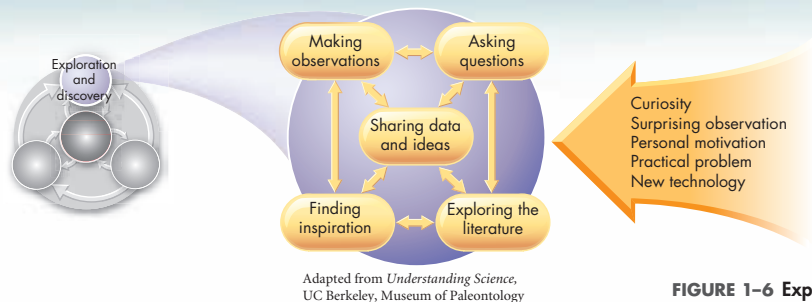 Exploration
and
discovery
Making
observations
Asking
questions
Sharing data
and ideas
Finding
inspiration
Exploring the
literature
Curiosity
Surprising observation
Personal motivation
Practical problem
New technology
Adapted from Understanding Science,
UC Berkeley, Museum of Paleontology
FIGURE 1–6 Exp